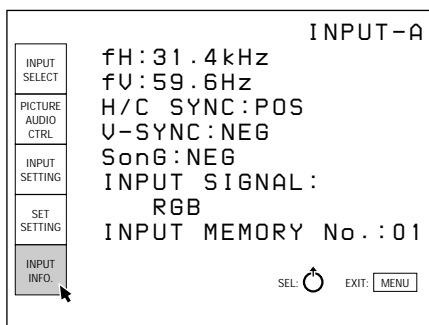 INPUT-A
INPUT
SELECT
PICTURE
AUDIO
CTRL
INPUT
SETTING
SET
SETTING
INPUT
INFO.
fH:31.4kHz
fV:59.6Hz
H/C SYNC:POS
V-SYNC:NEG
SonG:NEG
INPUT SIGNAL:
RGB
INPUT MEMORY No.:01
SEL: EXIT: MENU